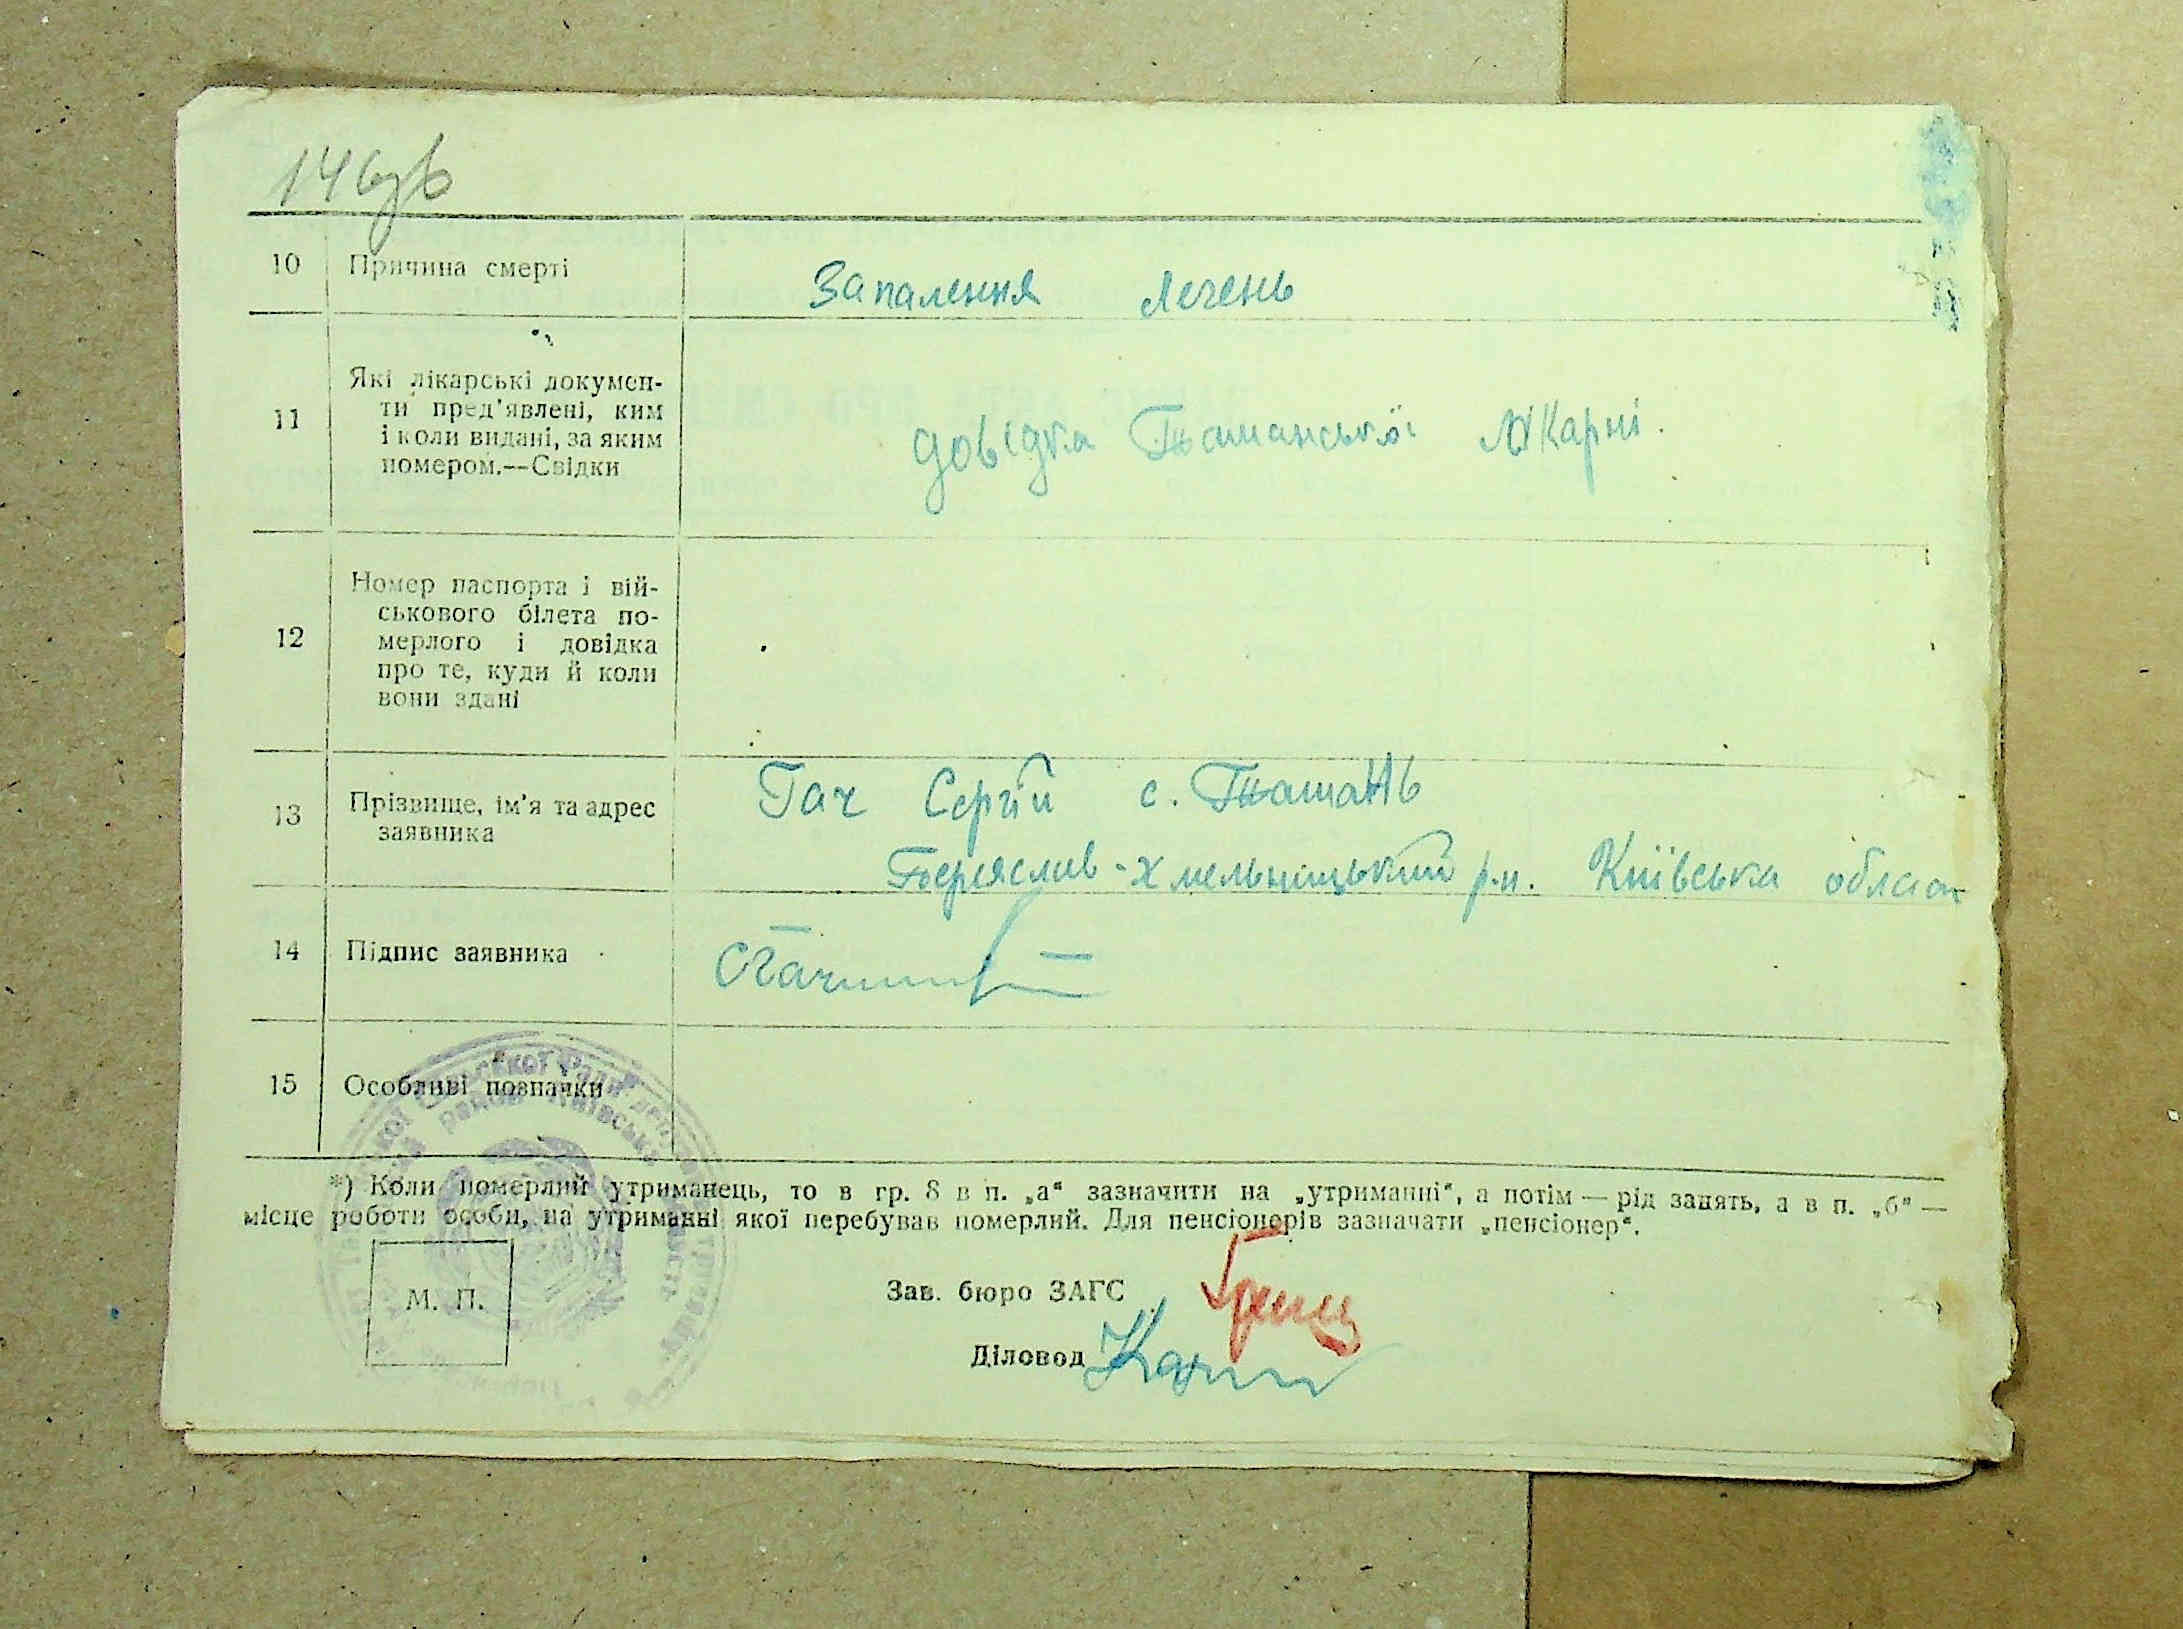 146зв
10 Причина смерті Запалення легень
11 Які лікарські докумен-
ти пред'явлені, ким
і коли видані, за яким
номером.—Свідки
довідка Ташанської лікарні.
12 Номер паспорта і вій-
ськового білета по-
мерлого і довідка
про те, куди й коли
вони здані
13 Прізвище, ім'я та адрес
заявника
Гач Сергій с. Ташань
Переяслив-Хмельницький р-н. Київська област
14 Підпис заявника
15 Особливі позначки
*) Коли померлий утриманець, то в гр. 8 в п. „а“ зазначити на „утриманні“, а потім — рід занять, а в п. „б“ —
місце роботи особи, на утриманні якої перебував померлий. Для пенсіонерів зазначати „пенсіонер“.
М. П.
Зав. бюро ЗАГС
Діловод